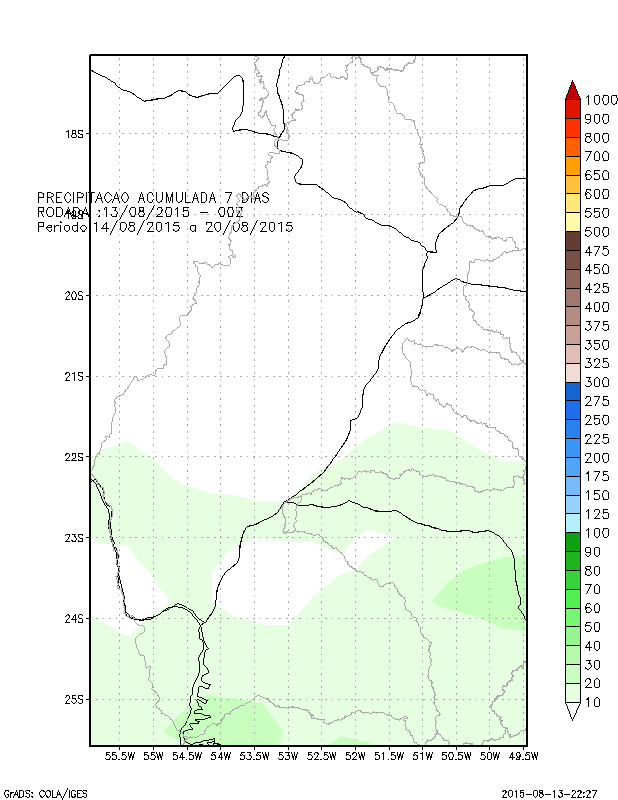 PRECIPITACAO ACUMULADA 7 DIAS
RODADA :13/08/2015 - 00Z
Periodo 14/08/2015 a 20/08/2015
18S
19S
20S
21S
22S
23S
24S
25S
55.5W 55W 54.5W 54W 53.5W 53W 52.5W 52W 51.5W 51W 50.5W 50W 49.5W
1000
900
800
700
650
600
550
500
475
450
425
400
375
350
325
300
275
250
225
200
175
150
125
100
90
80
70
60
50
40
30
20
10
GrADS: COLA/IGES
2015-08-13-22:27